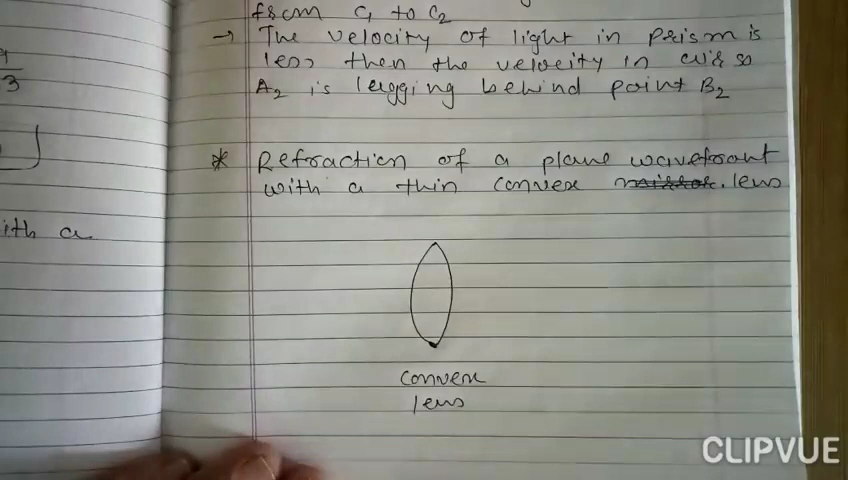 from C1 to C2
→ The velocity of light in Prism is
less then the velocity in air so
A2 is lagging behind point B2
* Refraction of a plane wavefront
with a thin convex lens
ith a
3
convex
lens
CLIPVUE